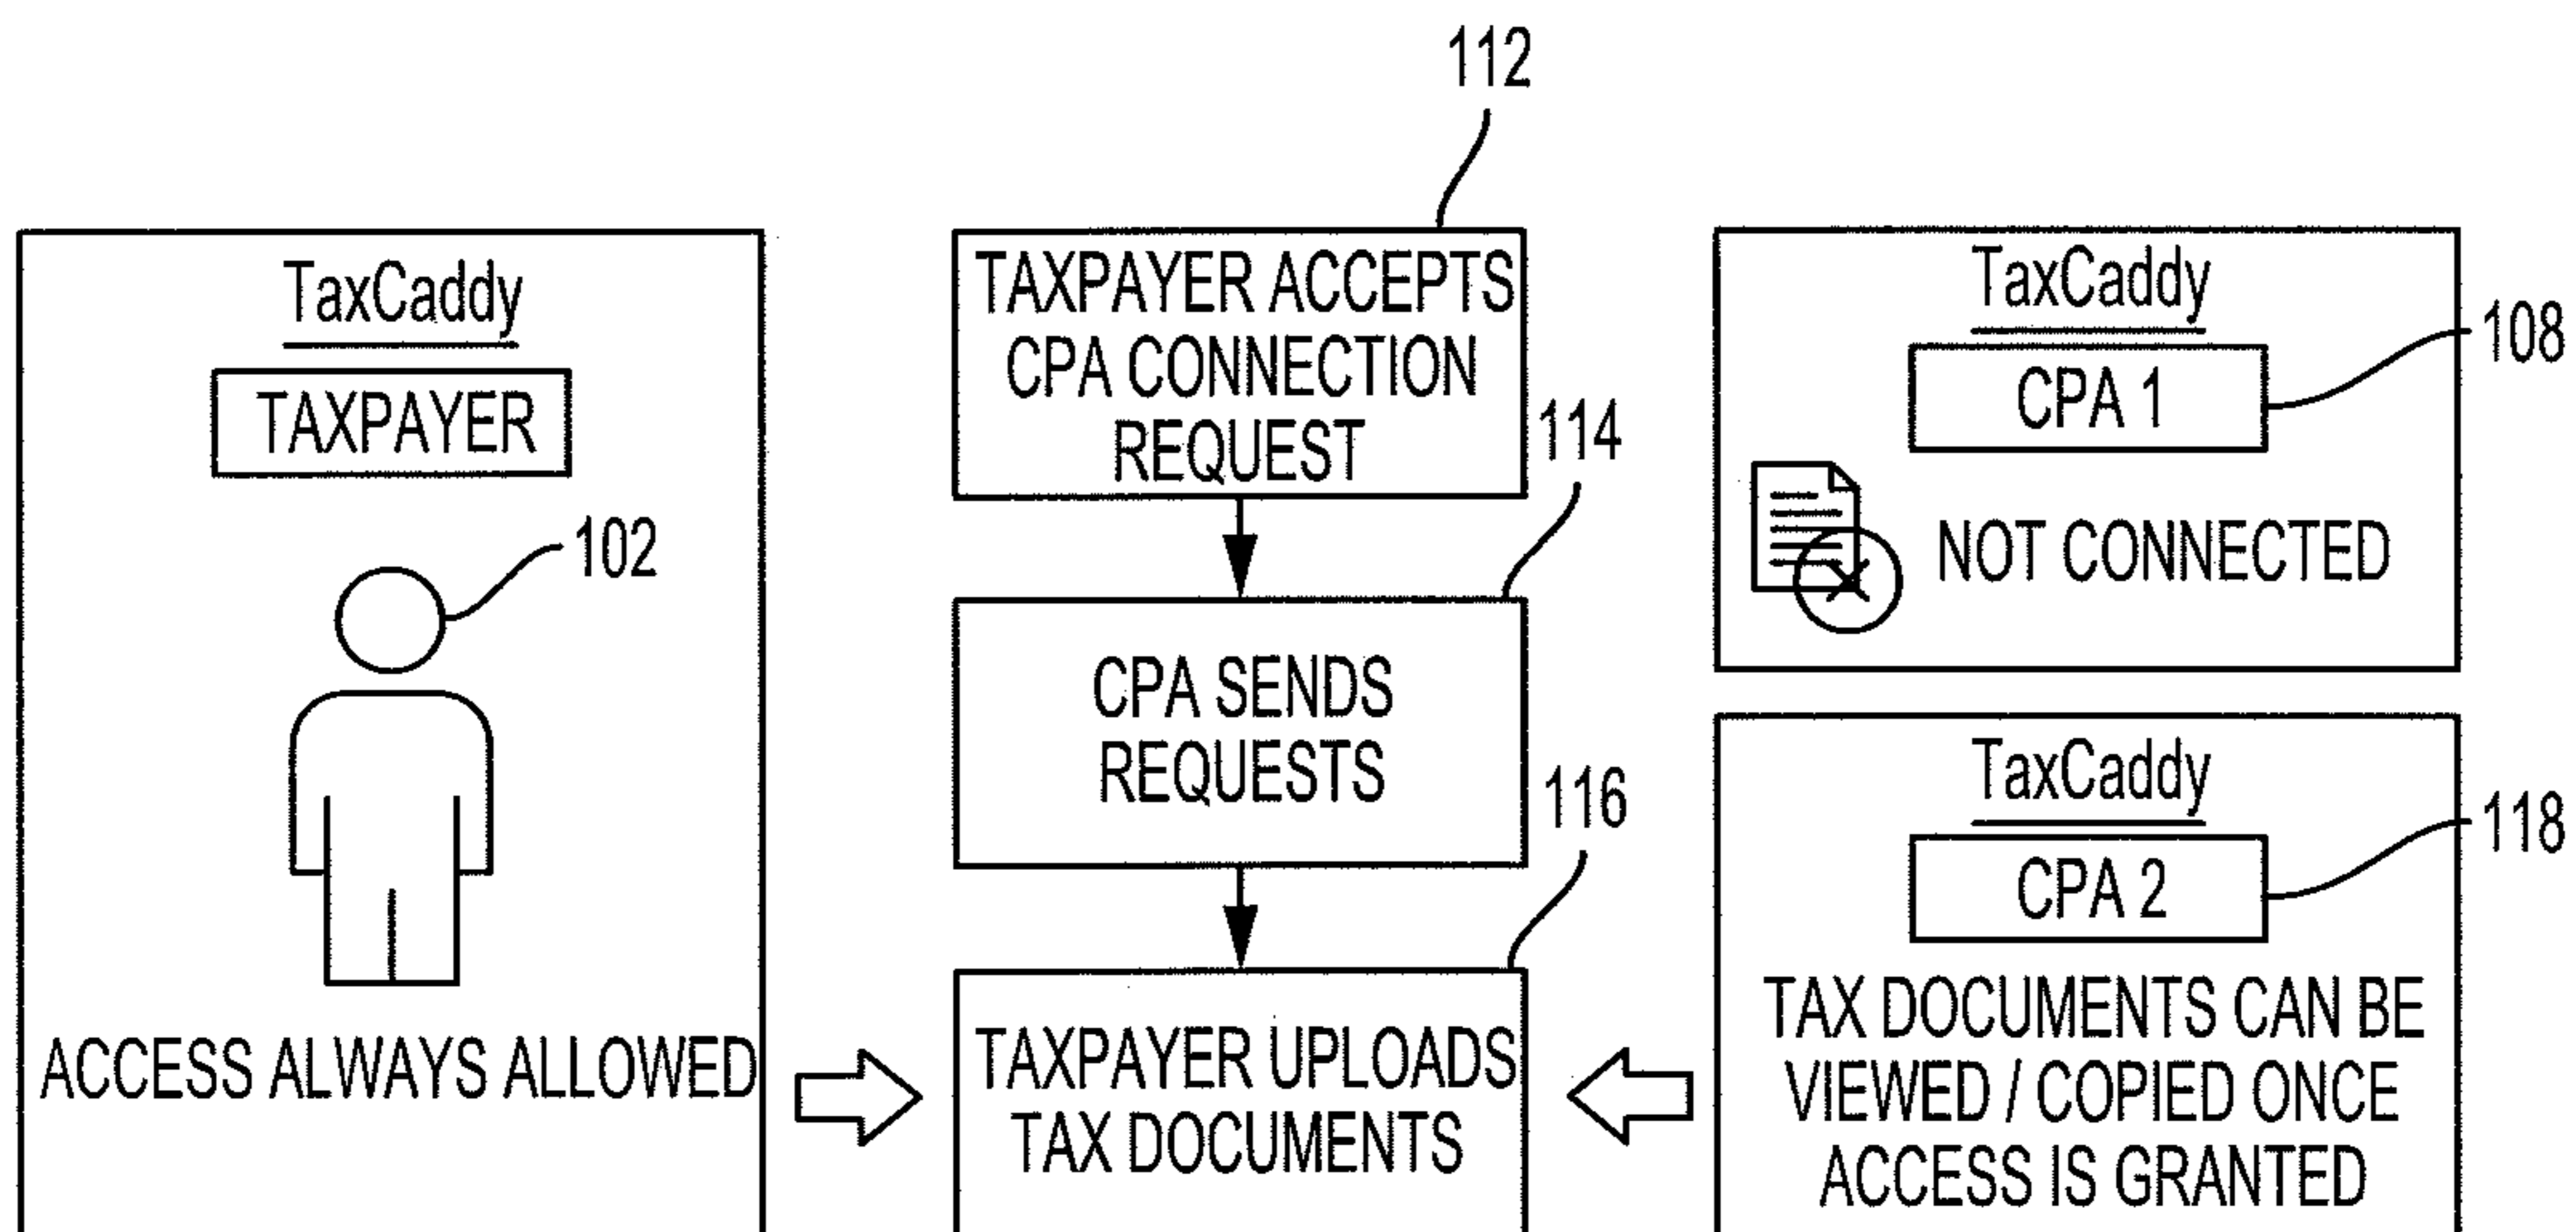 112
TaxCaddy
TAXPAYER
102
ACCESS ALWAYS ALLOWED
TAXPAYER ACCEPTS
CPA CONNECTION
REQUEST
114
CPA SENDS
REQUESTS
116
TAXPAYER UPLOADS
TAX DOCUMENTS
TaxCaddy
CPA 1
108
NOT CONNECTED
TaxCaddy
CPA 2
118
TAX DOCUMENTS CAN BE
VIEWED / COPIED ONCE
ACCESS IS GRANTED